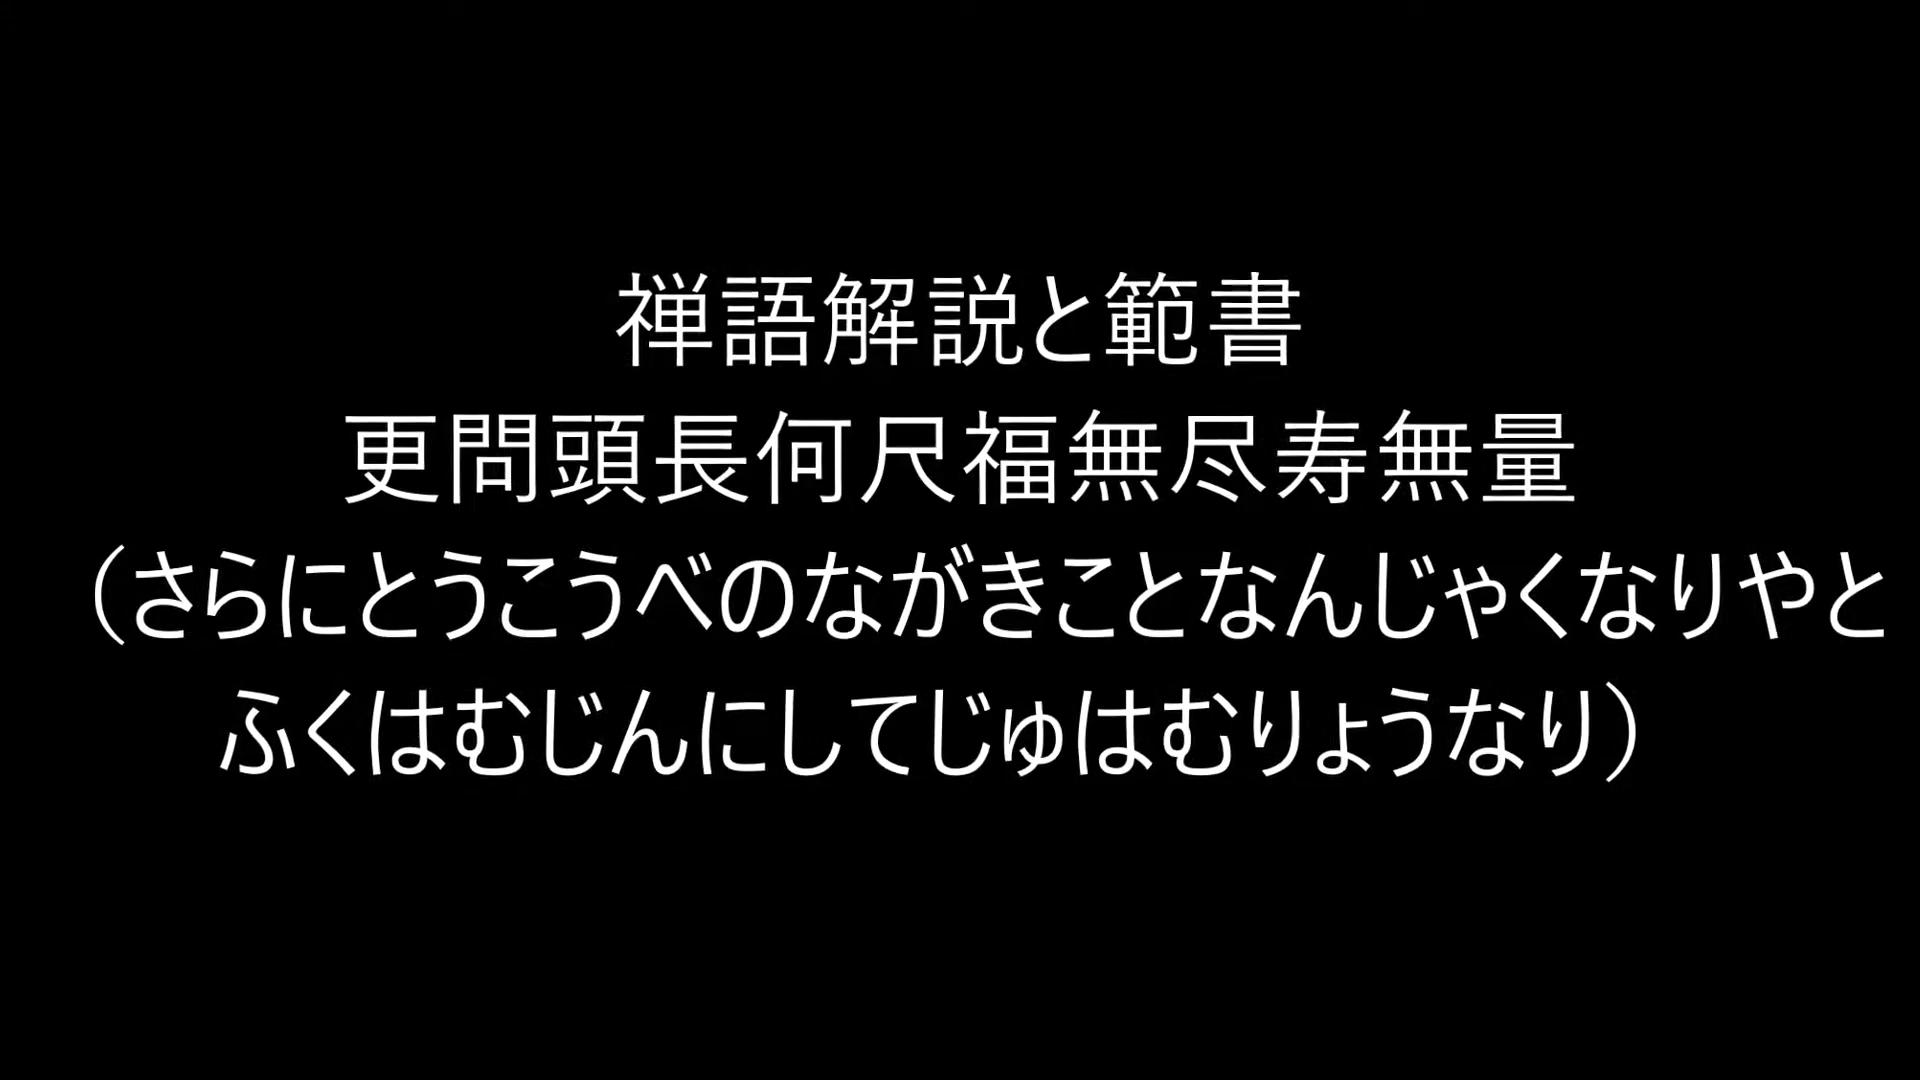 禅語解説と範書
更問頭長何尺福無尽寿無量
（さらにとうこうべのながきことなんじゃくなりやと
ふくはむじんにしてじゅはむりょうなり）